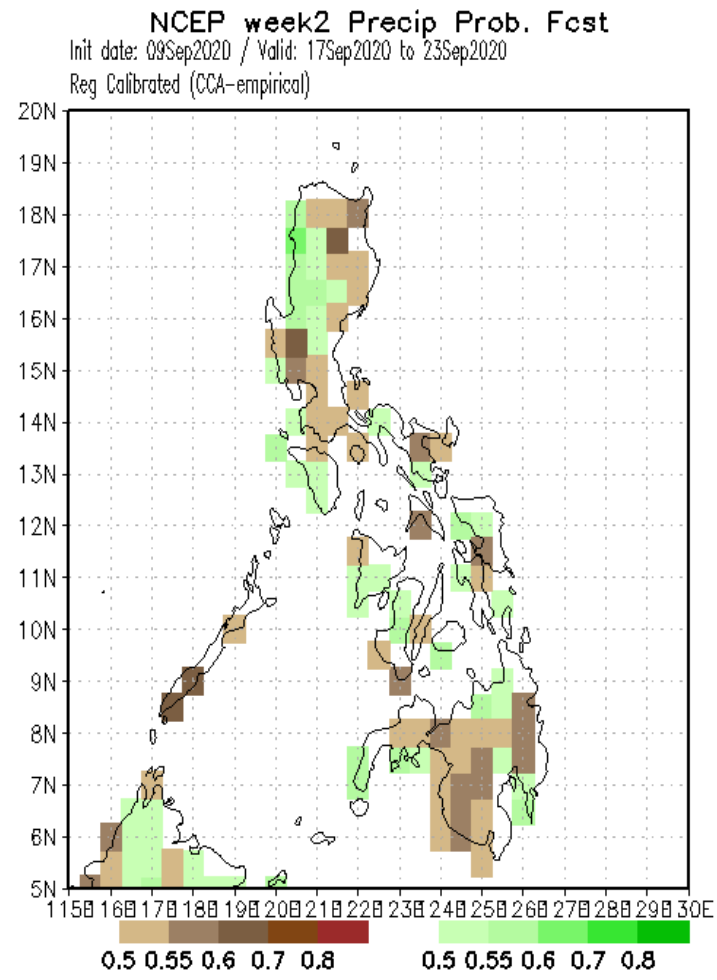 NCEP week2 Precip Prob. Fcst
Init date: 09Sep2020 / Valid: 17Sep2020 to 23Sep2020
Reg Calibrated (CCA-empirical)
20N
19N
18N
17N
16N
15N
14N
13N
12N
11N
10N
9N
8N
7N
6N
5N
115E 116E 117E 118E 119E 120E 121E 122E 123E 124E 125E 126E 127E 128E 129E 130E
0.5 0.55 0.6 0.7 0.8 0.5 0.55 0.6 0.7 0.8